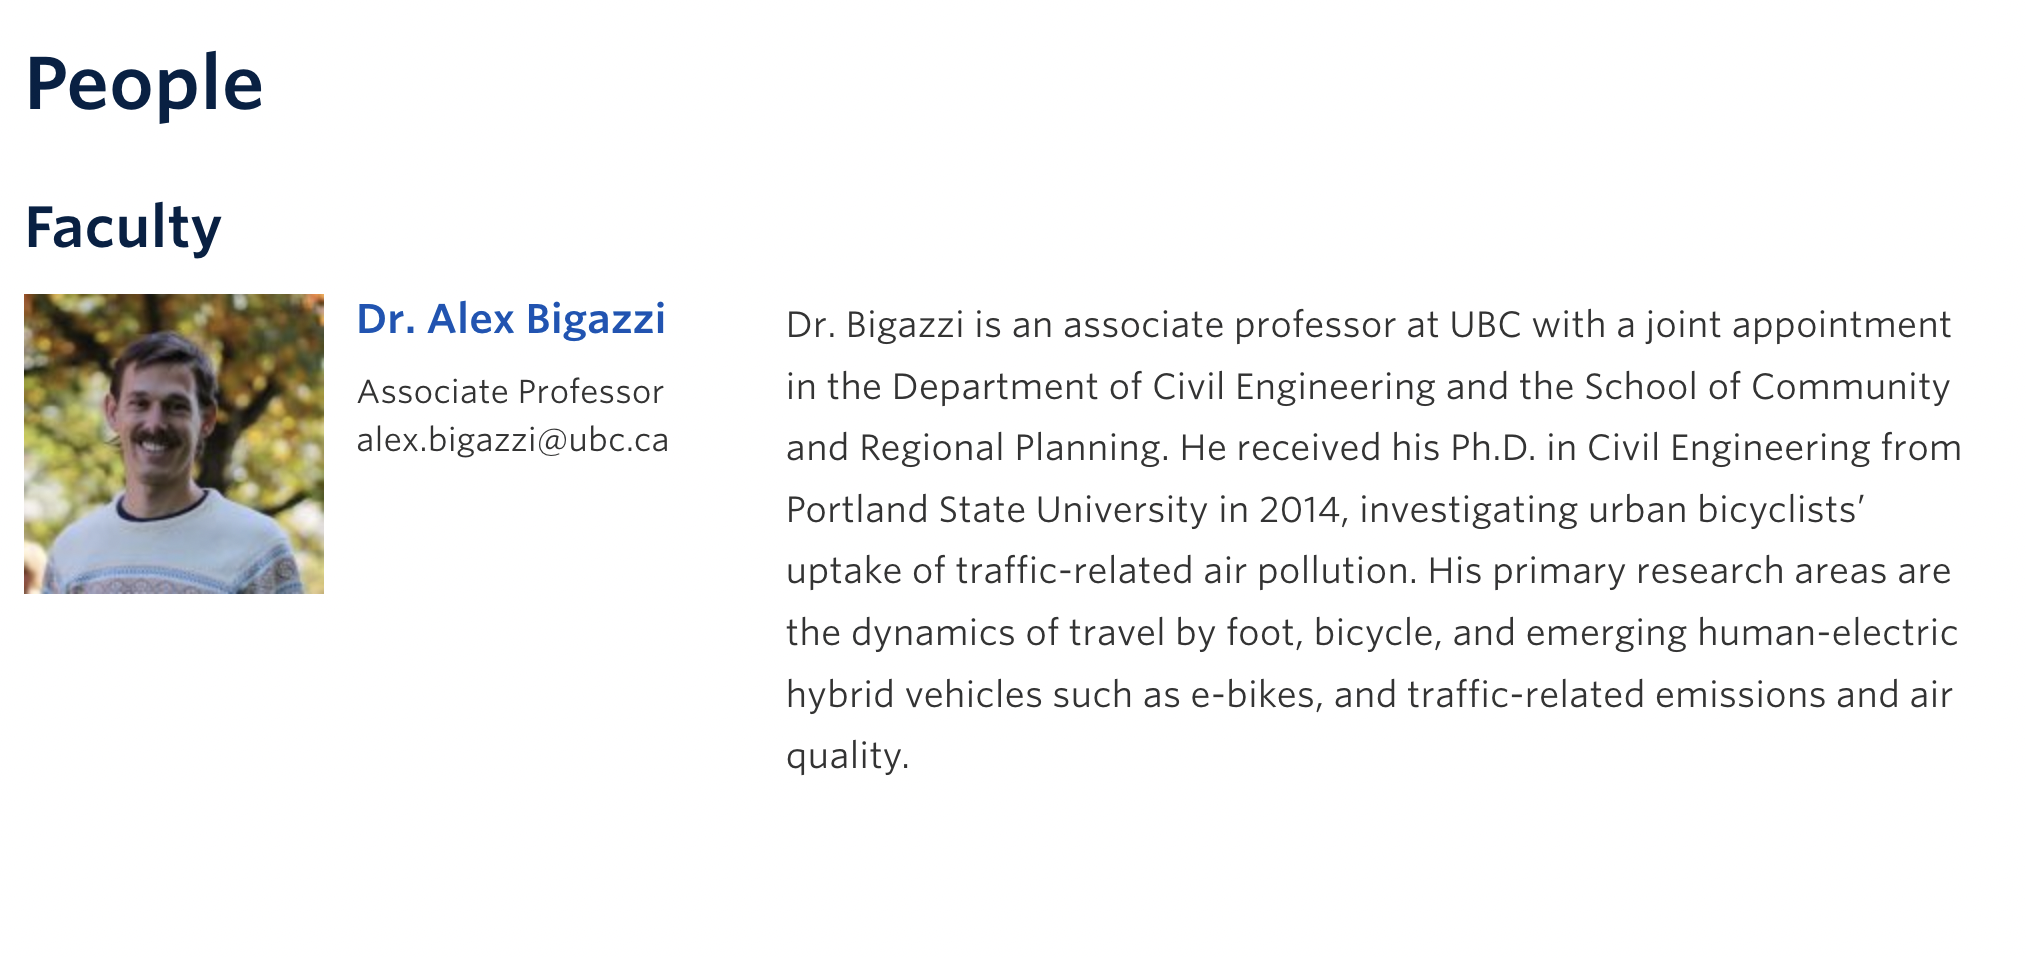 People
Faculty
Dr. Alex Bigazzi
Associate Professor
alex.bigazzi@ubc.ca
Dr. Bigazzi is an associate professor at UBC with a joint appointment
in the Department of Civil Engineering and the School of Community
and Regional Planning. He received his Ph.D. in Civil Engineering from
Portland State University in 2014, investigating urban bicyclists’
uptake of traffic-related air pollution. His primary research areas are
the dynamics of travel by foot, bicycle, and emerging human-electric
hybrid vehicles such as e-bikes, and traffic-related emissions and air
quality.